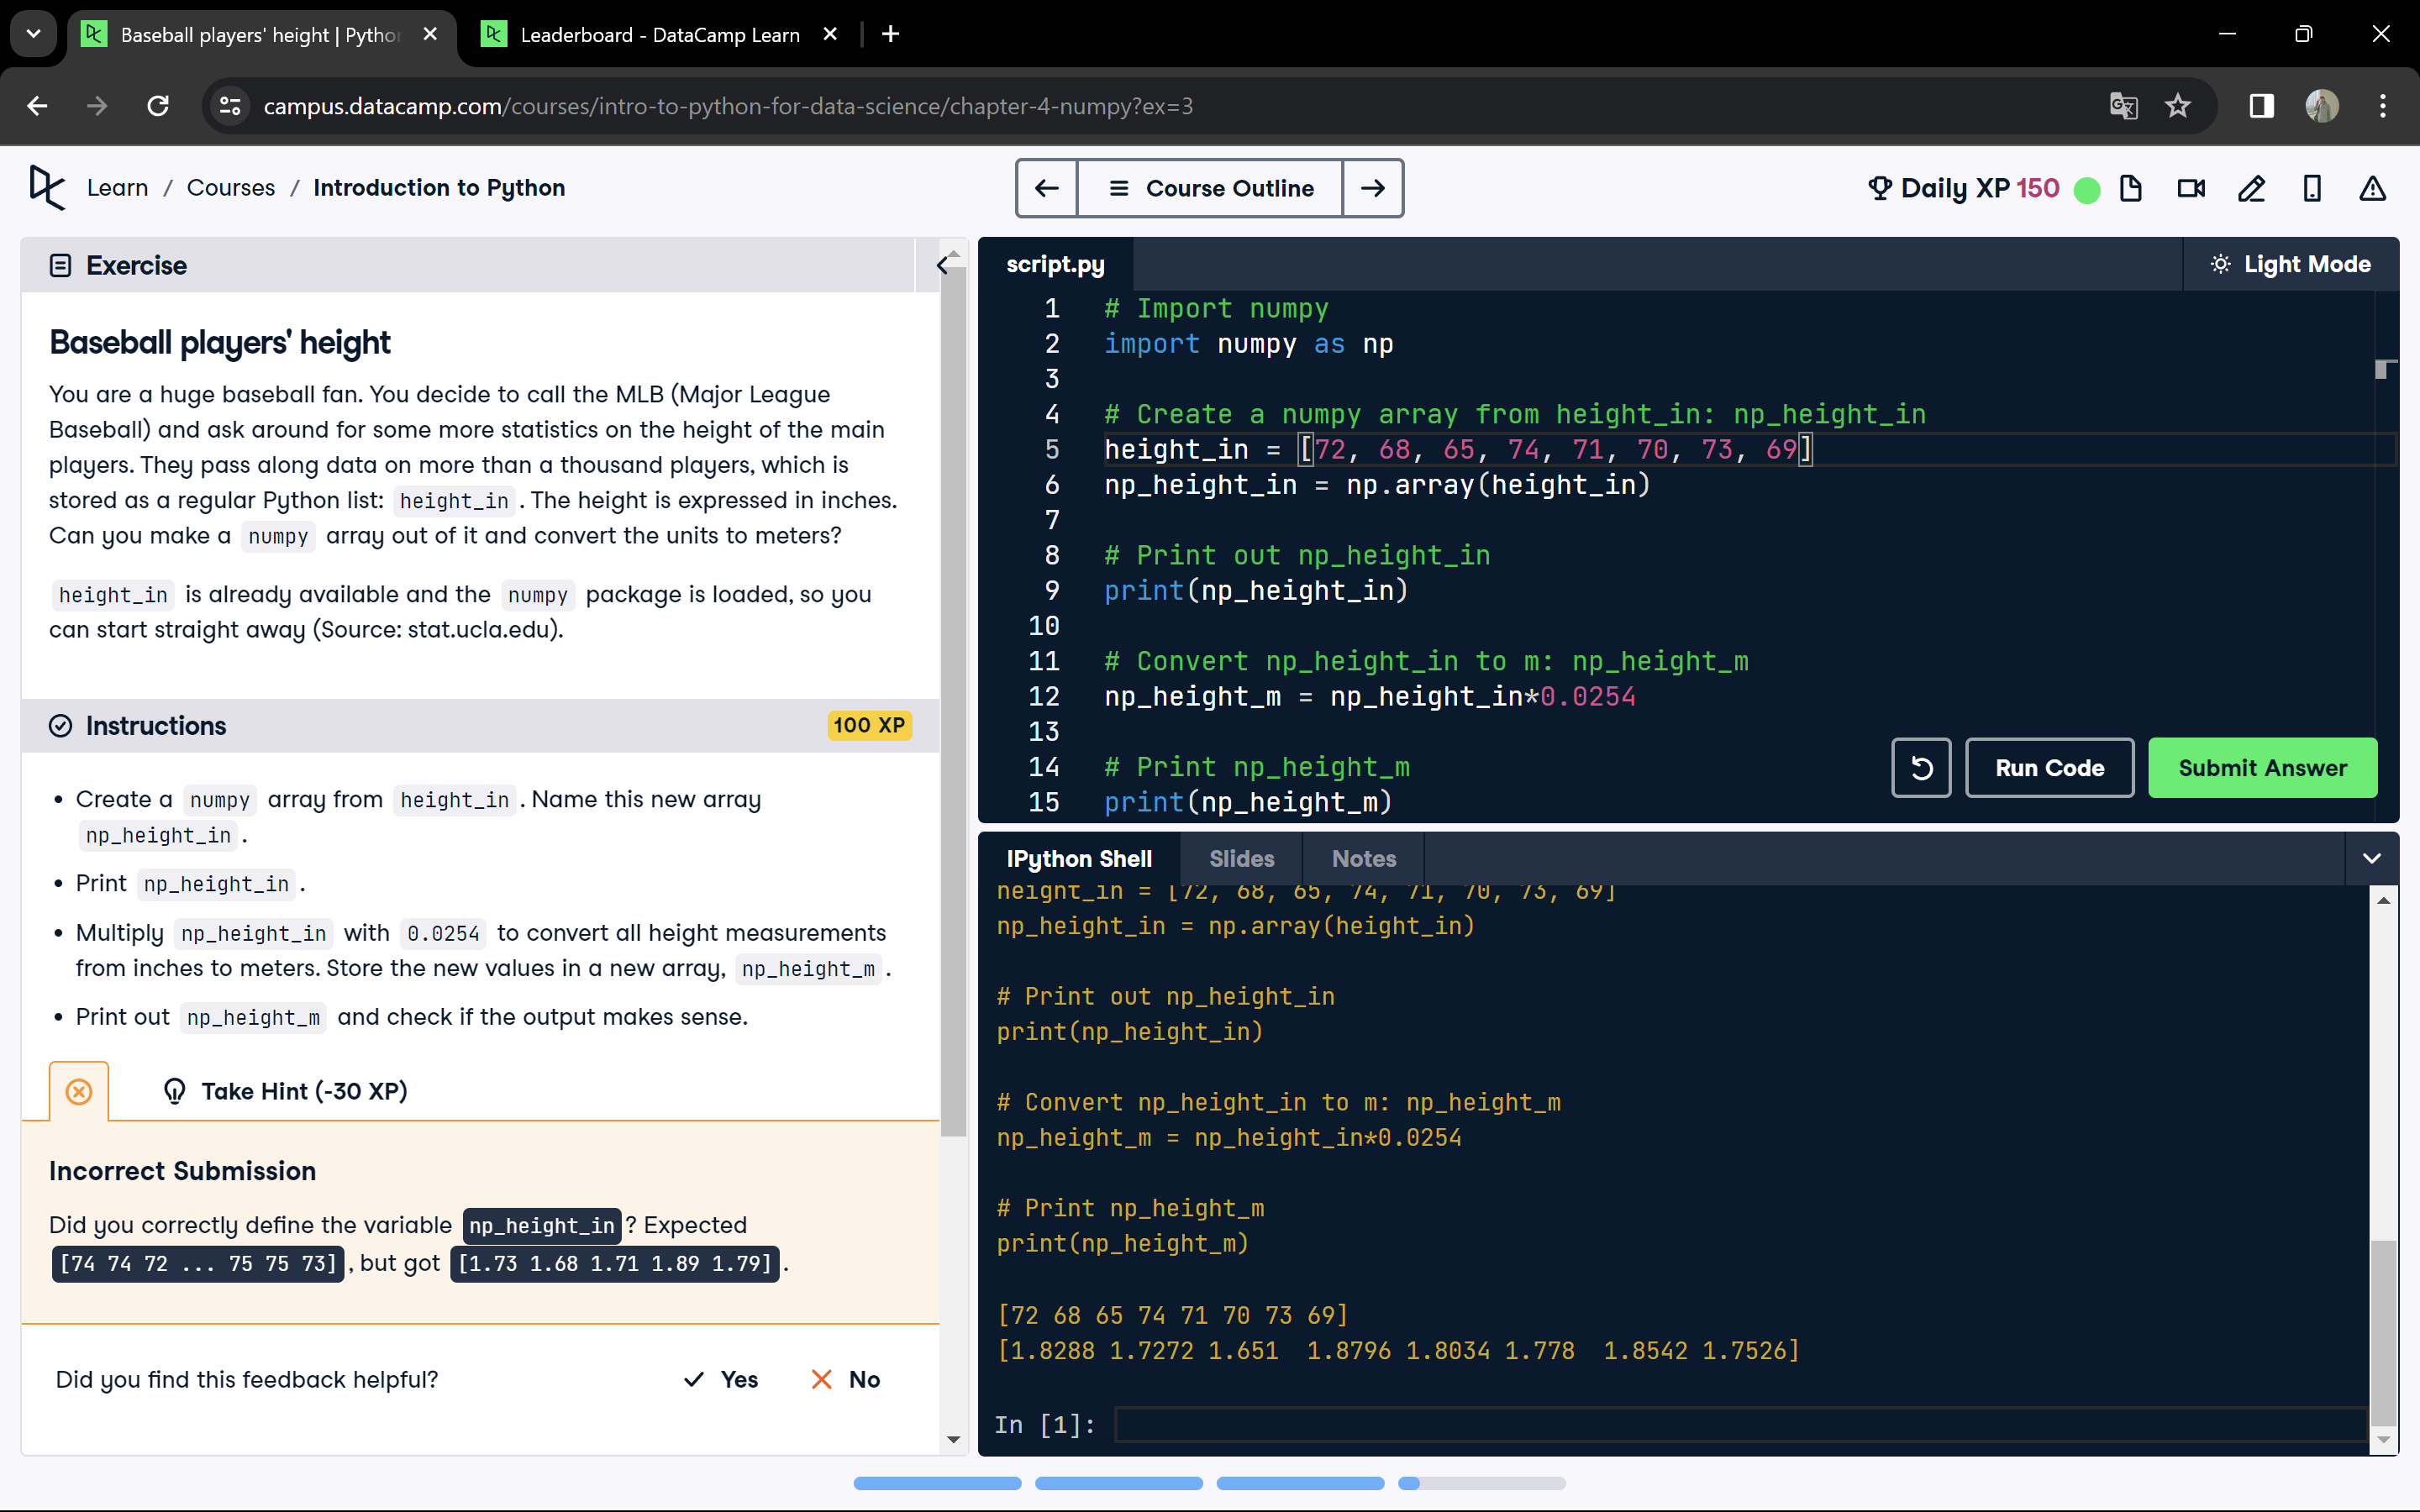 Baseball players' height | Pytho
Leaderboard - DataCamp Learn
campus.datacamp.com/courses/intro-to-python-for-data-science/chapter-4-numpy?ex=3
Learn / Courses / Introduction to Python
Course Outline
Daily XP 150
Exercise
Baseball players' height
You are a huge baseball fan. You decide to call the MLB (Major League
Baseball) and ask around for some more statistics on the height of the main
players. They pass along data on more than a thousand players, which is
stored as a regular Python list: height_in . The height is expressed in inches.
Can you make a numpy array out of it and convert the units to meters?
height_in is already available and the numpy package is loaded, so you
can start straight away (Source: stat.ucla.edu).
Instructions
100 XP
• Create a numpy array from height_in . Name this new array
np_height_in .
• Print np_height_in .
• Multiply np_height_in with 0.0254 to convert all height measurements
from inches to meters. Store the new values in a new array, np_height_m .
• Print out np_height_m and check if the output makes sense.
Take Hint (-30 XP)
Incorrect Submission
Did you correctly define the variable np_height_in ? Expected
[74 74 72 ... 75 75 73] , but got [1.73 1.68 1.71 1.89 1.79] .
Did you find this feedback helpful?
Yes
No
script.py
Light Mode
1 # Import numpy
2 import numpy as np
3
4 # Create a numpy array from height_in: np_height_in
5 height_in = [72, 68, 65, 74, 71, 70, 73, 69]
6 np_height_in = np.array(height_in)
7
8 # Print out np_height_in
9 print(np_height_in)
10
11 # Convert np_height_in to m: np_height_m
12 np_height_m = np_height_in*0.0254
13
14 # Print np_height_m
15 print(np_height_m)
Run Code
Submit Answer
IPython Shell
Slides
Notes
height_in = [72, 68, 65, 74, 71, 70, 73, 69]
np_height_in = np.array(height_in)
# Print out np_height_in
print(np_height_in)
# Convert np_height_in to m: np_height_m
np_height_m = np_height_in*0.0254
# Print np_height_m
print(np_height_m)
[72 68 65 74 71 70 73 69]
[1.8288 1.7272 1.651  1.8796 1.8034 1.778  1.8542 1.7526]
In [1]: